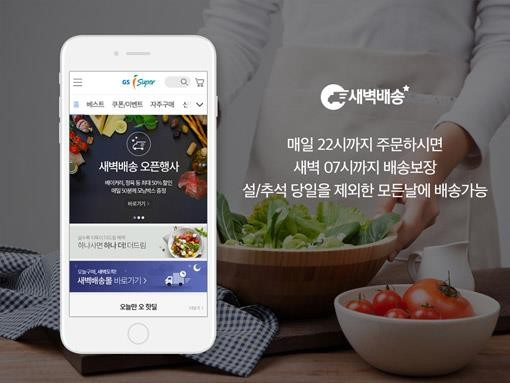 GS i Super
홈 베스트 쿠폰/이벤트 자주구매
새벽배송 오픈행사
베이커리, 정육 등 최대 50% 할인
매일 50분께 모닝박스 증정
바로가기 >
하나사면 하나 더! 더드림
오늘구매, 새벽도착!
새벽배송몰 바로가기 >
오늘만 오 핫딜
더보기 >
새벽배송
매일 22시까지 주문하시면
새벽 07시까지 배송보장
설/추석 당일을 제외한 모든날에 배송가능